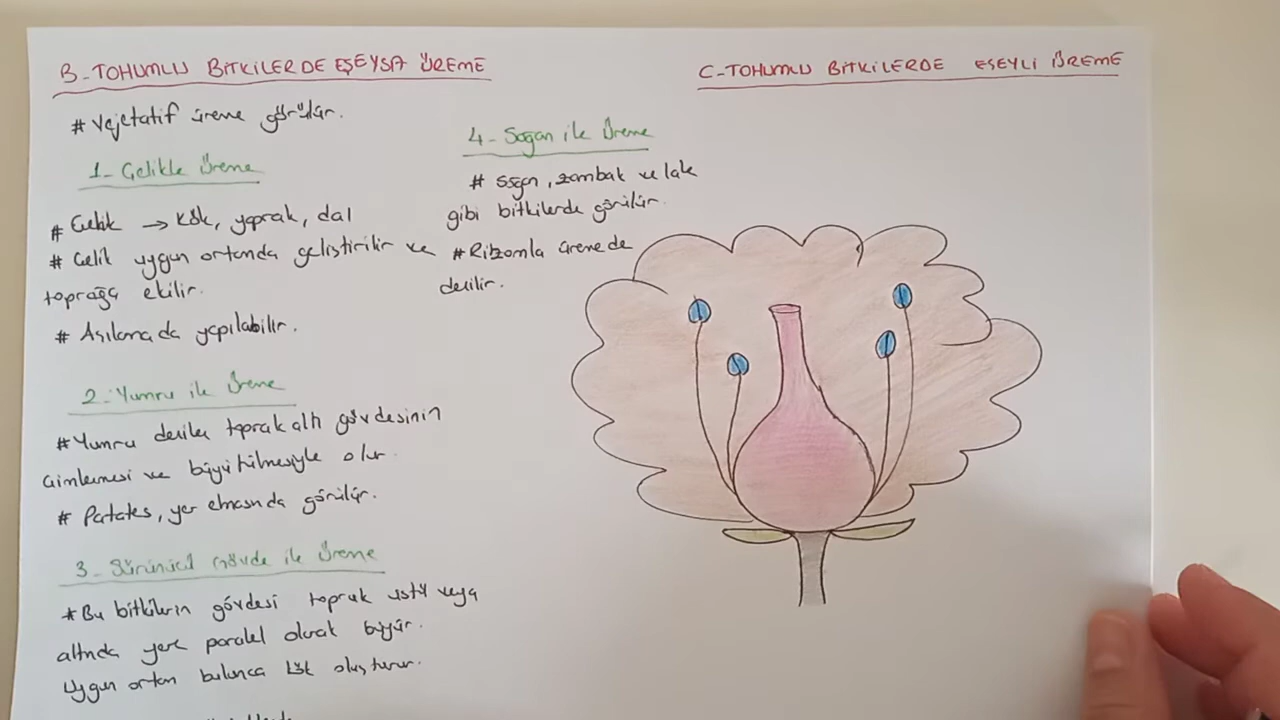 B-TOHUMLU BİTKİLERDE EŞEYSİZ ÜREME
# Vejetatif üreme görülür.
1- Çelikle Üreme
# Çelik → kök, yaprak, dal
# Çelik uygun ortamda geliştirilir ve
toprağa ekilir.
# Aşılama da yapılabilir.
2- Yumru ile Üreme
# Yumru denilen toprak altı gövdesinin
çimlenmesi ve büyütülmesiyle olur.
# Patates, yer elmasında görülür.
3- Sürünücü Gövde ile Üreme
# Bu bitkilerin gövdesi toprak üstü veya
altında yere paralel olarak büyür.
Uygun ortam bulunca kök oluşturur.
4- Soğan ile Üreme
# Soğan, zambak ve lale
gibi bitkilerde görülür.
# Rizomla üreme de
denilir.
C-TOHUMLU BİTKİLERDE EŞEYLİ ÜREME